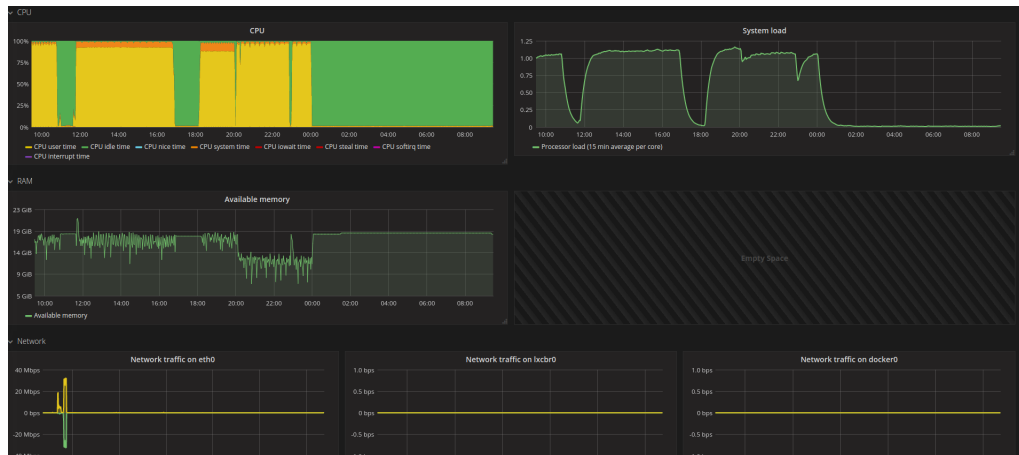 CPU
CPU
100%
75%
50%
25%
0%
10:00 12:00 14:00 16:00 18:00 20:00 22:00 00:00 02:00 04:00 06:00 08:00
CPU user time CPU idle time CPU nice time CPU system time CPU iowait time CPU steal time CPU softirq time
CPU interrupt time
System load
1.25
1.00
0.75
0.50
0.25
0
10:00 12:00 14:00 16:00 18:00 20:00 22:00 00:00 02:00 04:00 06:00 08:00
Processor load (15 min average per core)
RAM
Available memory
23 GiB
19 GiB
14 GiB
9 GiB
5 GiB
10:00 12:00 14:00 16:00 18:00 20:00 22:00 00:00 02:00 04:00 06:00 08:00
Available memory
Empty Space
Network
Network traffic on eth0
40 Mbps
20 Mbps
0 bps
-20 Mbps
Network traffic on lxcbr0
1.0 bps
0.5 bps
0 bps
-0.5 bps
Network traffic on docker0
1.0 bps
0.5 bps
0 bps
-0.5 bps